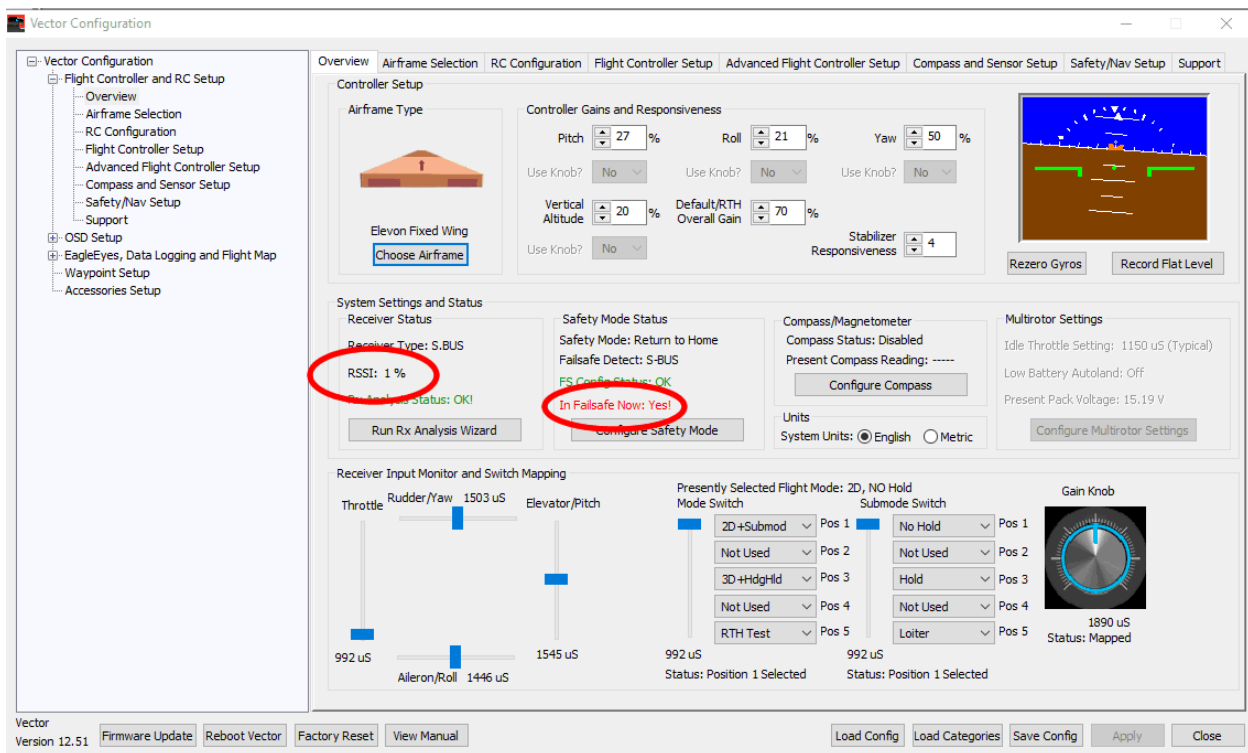 Vector Configuration
Vector Configuration
Flight Controller and RC Setup
Overview
Airframe Selection
RC Configuration
Flight Controller Setup
Advanced Flight Controller Setup
Compass and Sensor Setup
Safety/Nav Setup
Support
OSD Setup
EagleEyes, Data Logging and Flight Map
Waypoint Setup
Accessories Setup
Overview Airframe Selection RC Configuration Flight Controller Setup Advanced Flight Controller Setup Compass and Sensor Setup Safety/Nav Setup Support
Controller Setup
Airframe Type
Elevon Fixed Wing
Choose Airframe
Controller Gains and Responsiveness
Pitch 27 % Roll 21 % Yaw 50 %
Use Knob? No Use Knob? No Use Knob? No
Vertical Altitude 20 % Default/RTH Overall Gain 70 %
Use Knob? No Stabilizer Responsiveness 4
Rezero Gyros Record Flat Level
System Settings and Status
Receiver Status
Receiver Type: S.BUS
RSSI: 1 %
Rx Analysis Status: OK!
Run Rx Analysis Wizard
Safety Mode Status
Safety Mode: Return to Home
Failsafe Detect: S-BUS
FS Config Status: OK
In Failsafe Now: Yes!
Configure Safety Mode
Compass/Magnetometer
Compass Status: Disabled
Present Compass Reading: -----
Configure Compass
Units
System Units: English Metric
Multirotor Settings
Idle Throttle Setting: 1150 uS (Typical)
Low Battery Autoland: Off
Present Pack Voltage: 15.19 V
Configure Multirotor Settings
Receiver Input Monitor and Switch Mapping
Throttle
992 uS
Rudder/Yaw 1503 uS
Aileron/Roll 1446 uS
Elevator/Pitch
1545 uS
Presently Selected Flight Mode: 2D, NO Hold
Mode Switch
2D+Submod Pos 1
Not Used Pos 2
3D+HdgHld Pos 3
Not Used Pos 4
RTH Test Pos 5
992 uS
Status: Position 1 Selected
Submode Switch
No Hold Pos 1
Not Used Pos 2
Hold Pos 3
Not Used Pos 4
Loiter Pos 5
992 uS
Status: Position 1 Selected
Gain Knob
1890 uS
Status: Mapped
Vector
Version 12.51
Firmware Update Reboot Vector Factory Reset View Manual Load Config Load Categories Save Config Apply Close